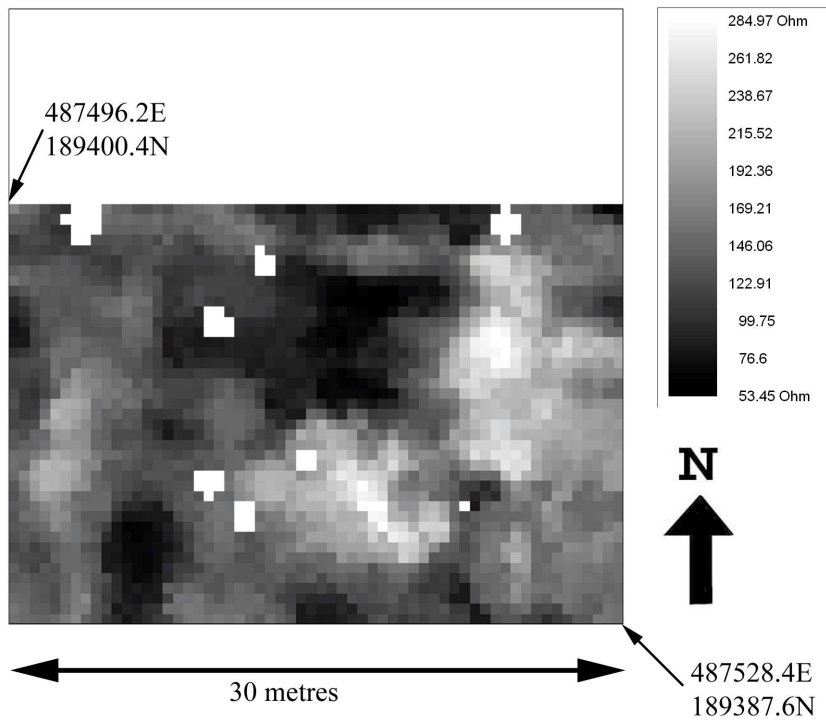 487496.2E
189400.4N
284.97 Ohm
261.82
238.67
215.52
192.36
169.21
146.06
122.91
99.75
76.6
53.45 Ohm
N
30 metres
487528.4E
189387.6N